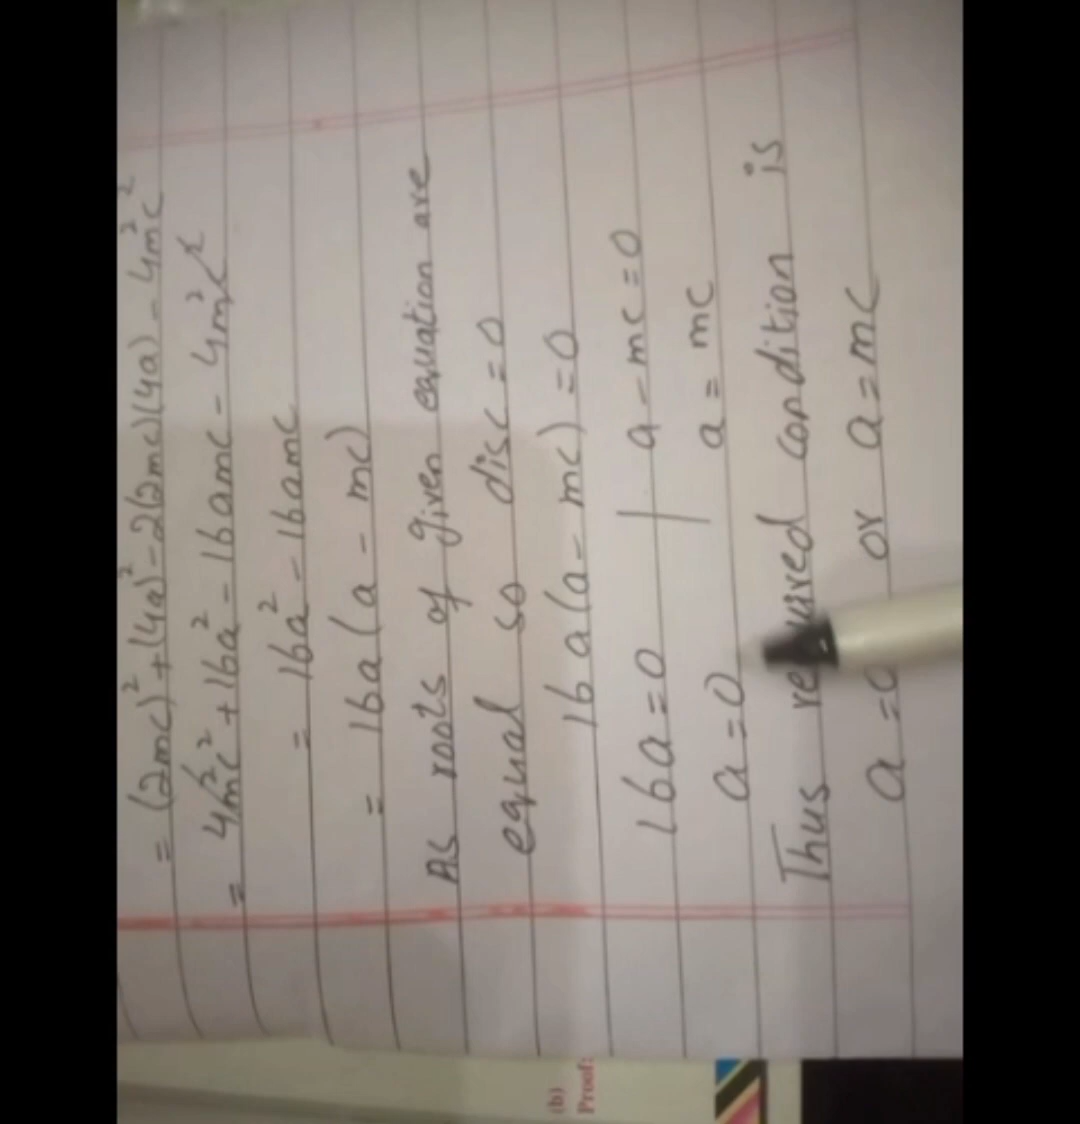 = (2mc)² + (4a)² - 2(2mc)(4a) - 4m²c²
= 4m²c² + 16a² - 16amc - 4m²c²
= 16a² - 16amc
= 16a(a - mc)
As roots of given equation are
equal so disc = 0
16a(a - mc) = 0
16a = 0 | a - mc = 0
a = 0 | a = mc
Thus required condition is
a = 0 or a = mc
(b)
Proof: